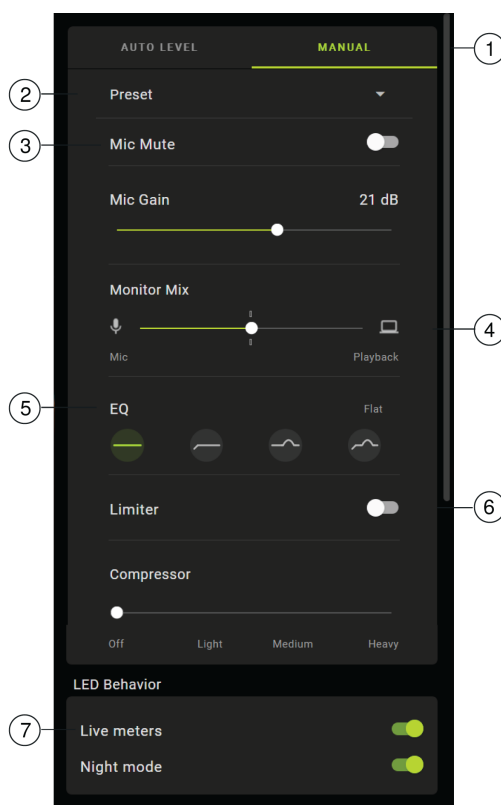 AUTO LEVEL MANUAL
1
2 Preset
3 Mic Mute
Mic Gain 21 dB
Monitor Mix
4
Mic Playback
5 EQ Flat
Limiter 6
Compressor
Off Light Medium Heavy
LED Behavior
7 Live meters
Night mode